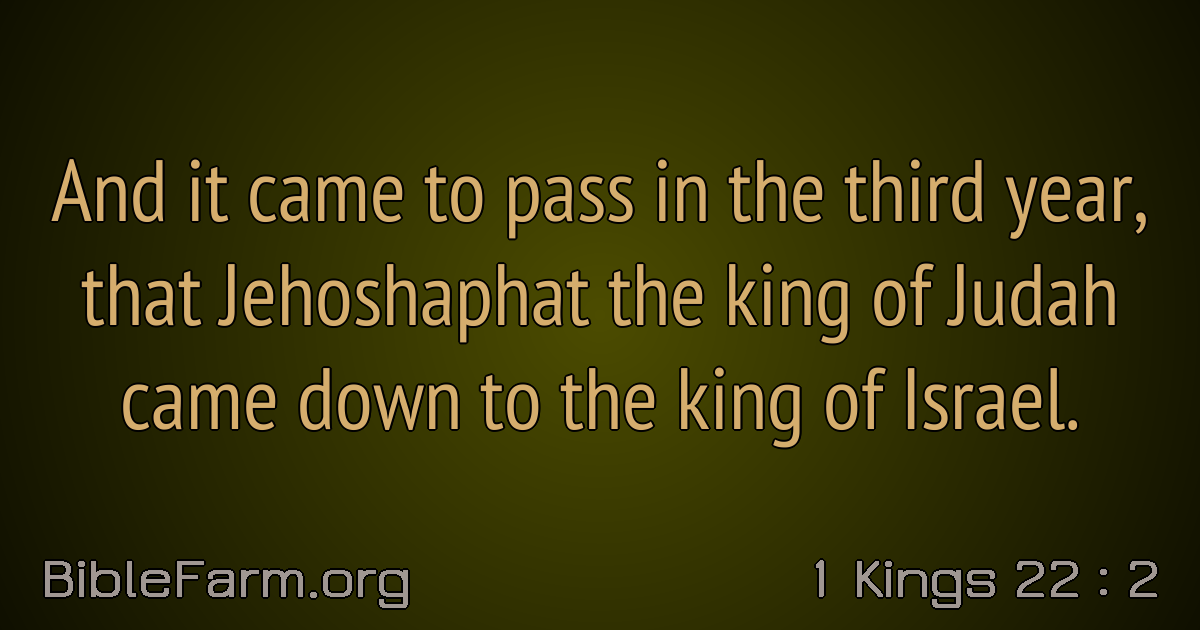 And it came to pass in the third year,
that Jehoshaphat the king of Judah
came down to the king of Israel.
BibleFarm.org
1 Kings 22 : 2